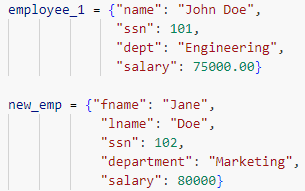 employee_1 = {"name": "John Doe",
"ssn": 101,
"dept": "Engineering",
"salary": 75000.00}
new_emp = {"fname": "Jane",
"lname": "Doe",
"ssn": 102,
"department": "Marketing",
"salary": 80000}